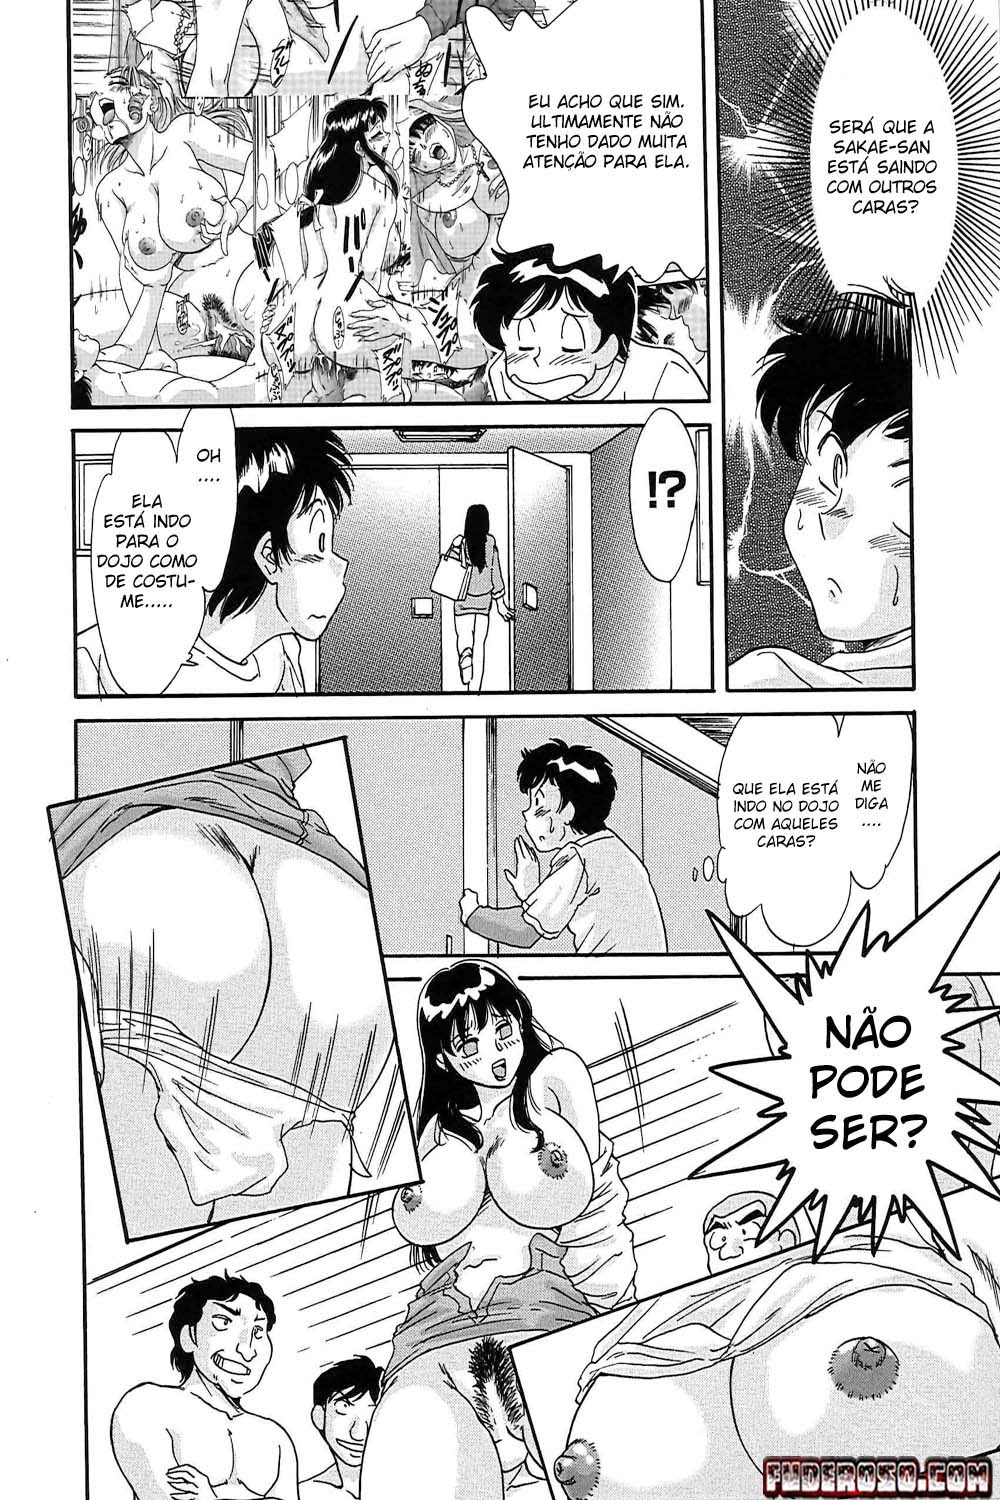 SERÁ QUE A
SAKAE-SAN
ESTÁ SAINDO
COM OUTROS
CARAS?
EU ACHO QUE SIM.
ULTIMAMENTE NÃO
TENHO DADO MUITA
ATENÇÃO PARA ELA.
!?
OH
....
ELA
ESTÁ INDO
PARA O
DOJO COMO
DE COSTU-
ME.....
NÃO
ME
DIGA
....
QUE ELA ESTÁ
INDO NO DOJO
COM AQUELES
CARAS?
NÃO
PODE
SER?
FUDEROSO.COM